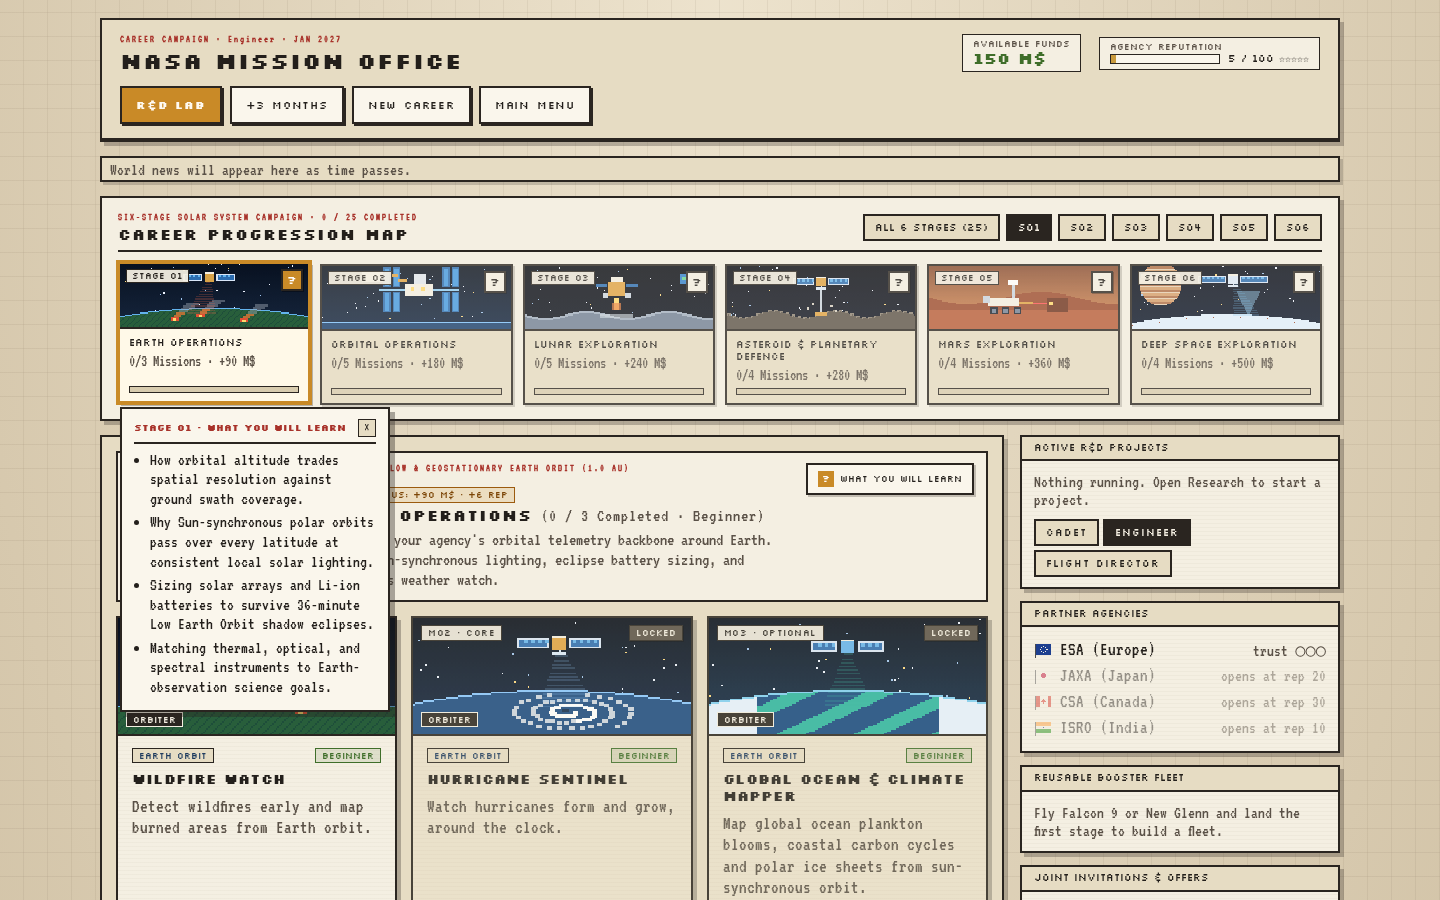 CAREER CAMPAIGN · Engineer · JAN 2027
NASA MISSION OFFICE
AVAILABLE FUNDS
150 M$
AGENCY REPUTATION
5 / 100 ☆☆☆☆☆
R&D LAB
+3 MONTHS
NEW CAREER
MAIN MENU
World news will appear here as time passes.
SIX-STAGE SOLAR SYSTEM CAMPAIGN · 0 / 25 COMPLETED
CAREER PROGRESSION MAP
ALL 6 STAGES (25)
S01
S02
S03
S04
S05
S06
STAGE 01
?
EARTH OPERATIONS
0/3 Missions · +90 M$
STAGE 02
?
ORBITAL OPERATIONS
0/5 Missions · +180 M$
STAGE 03
?
LUNAR EXPLORATION
0/5 Missions · +240 M$
STAGE 04
?
ASTEROID & PLANETARY
DEFENCE
0/4 Missions · +280 M$
STAGE 05
?
MARS EXPLORATION
0/4 Missions · +360 M$
STAGE 06
?
DEEP SPACE EXPLORATION
0/4 Missions · +500 M$
STAGE 01 · WHAT YOU WILL LEARN
X
• How orbital altitude trades
spatial resolution against
ground swath coverage.
• Why Sun-synchronous polar orbits
pass over every latitude at
consistent local solar lighting.
• Sizing solar arrays and Li-ion
batteries to survive 36-minute
Low Earth Orbit shadow eclipses.
• Matching thermal, optical, and
spectral instruments to Earth-
observation science goals.
LOW & GEOSTATIONARY EARTH ORBIT (1.0 AU)
US: +90 M$ · +6 REP
OPERATIONS (0 / 3 Completed · Beginner)
your agency's orbital telemetry backbone around Earth.
n-synchronous lighting, eclipse battery sizing, and
s weather watch.
? WHAT YOU WILL LEARN
ORBITER
EARTH ORBIT
BEGINNER
WILDFIRE WATCH
Detect wildfires early and map
burned areas from Earth orbit.
M02 · CORE
LOCKED
ORBITER
EARTH ORBIT
BEGINNER
HURRICANE SENTINEL
Watch hurricanes form and grow,
around the clock.
M03 · OPTIONAL
LOCKED
ORBITER
EARTH ORBIT
BEGINNER
GLOBAL OCEAN & CLIMATE
MAPPER
Map global ocean plankton
blooms, coastal carbon cycles
and polar ice sheets from sun-
synchronous orbit.
ACTIVE R&D PROJECTS
Nothing running. Open Research to start a
project.
CADET
ENGINEER
FLIGHT DIRECTOR
PARTNER AGENCIES
ESA (Europe)
trust ○○○
JAXA (Japan)
opens at rep 20
CSA (Canada)
opens at rep 30
ISRO (India)
opens at rep 10
REUSABLE BOOSTER FLEET
Fly Falcon 9 or New Glenn and land the
first stage to build a fleet.
JOINT INVITATIONS & OFFERS